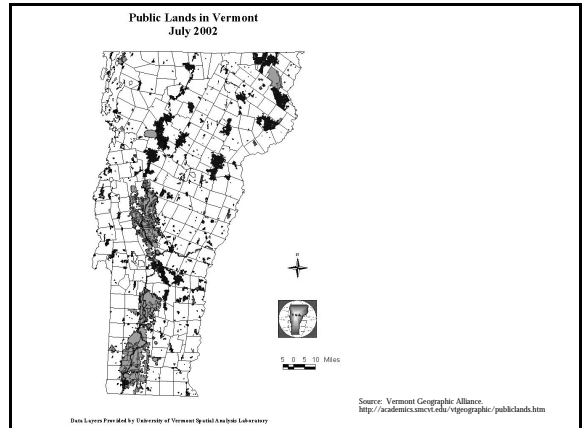 Public Lands in Vermont
July 2002
N
5 0 5 10 Miles
Source: Vermont Geographic Alliance.
http://academics.smcvt.edu/vtgeographic/publiclands.htm
Data Layers Provided by University of Vermont Spatial Analysis Laboratory